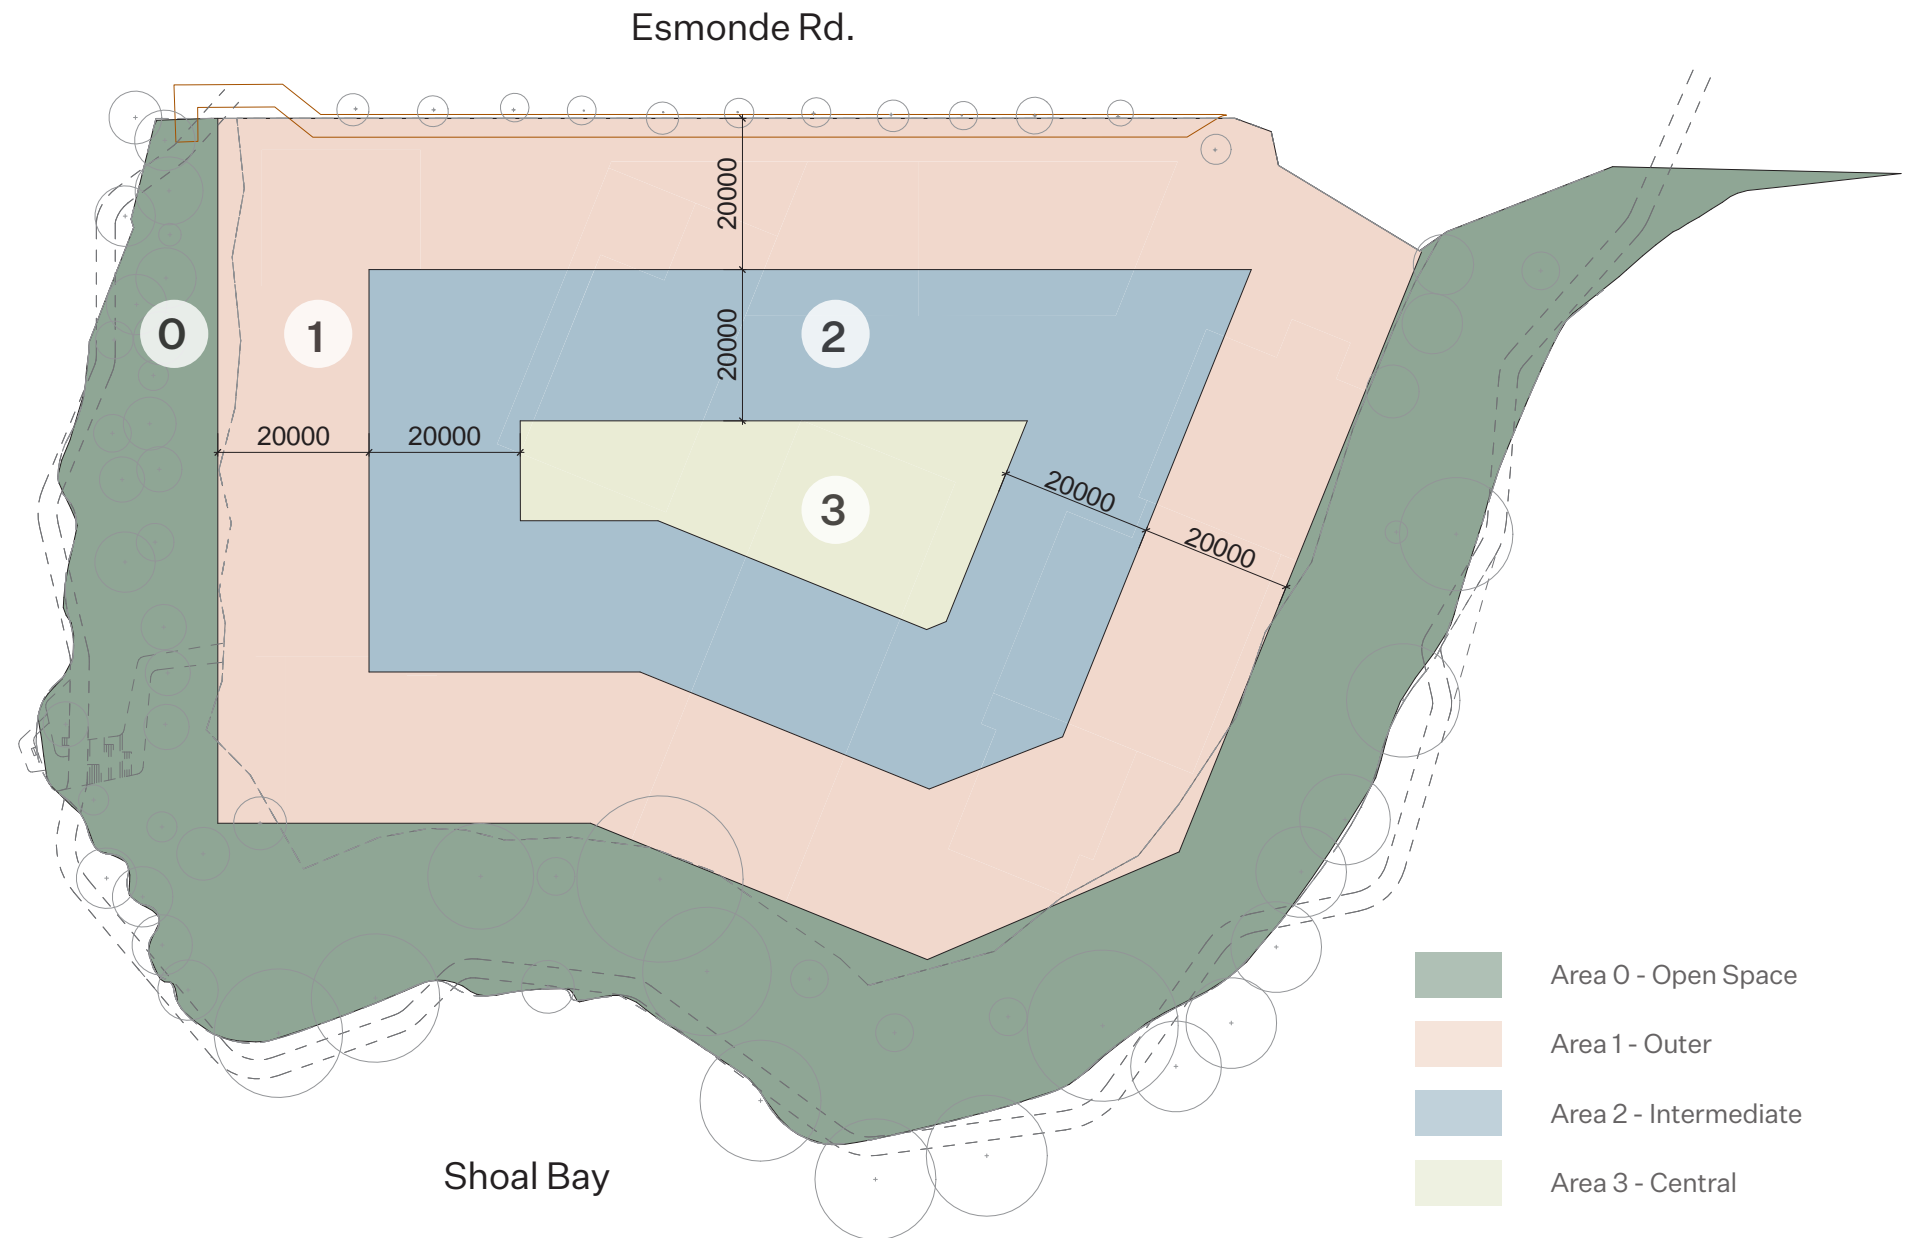 Esmonde Rd.
20000
20000
0
1
2
20000
20000
3
20000
20000
Area 0 - Open Space
Area 1 - Outer
Area 2 - Intermediate
Area 3 - Central
Shoal Bay